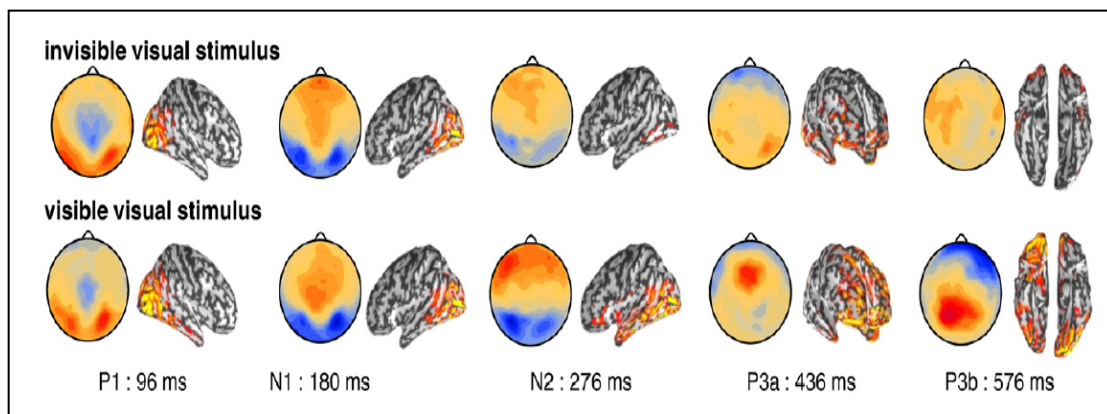 invisible visual stimulus
visible visual stimulus
P1 : 96 ms N1 : 180 ms N2 : 276 ms P3a : 436 ms P3b : 576 ms